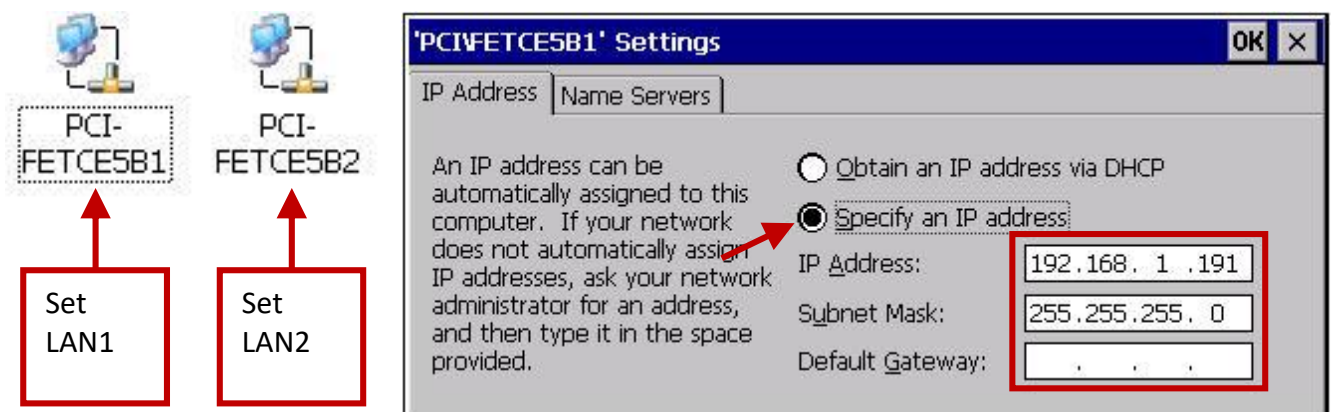 PCI-
FETCE5B1
PCI-
FETCE5B2
Set
LAN1
Set
LAN2
'PCI\FETCE5B1' Settings
OK ×
IP Address
Name Servers
An IP address can be
automatically assigned to this
computer. If your network
does not automatically assign
IP addresses, ask your network
administrator for an address,
and then type it in the space
provided.
Obtain an IP address via DHCP
Specify an IP address
IP Address: 192.168. 1 .191
Subnet Mask: 255.255.255. 0
Default Gateway: . . .